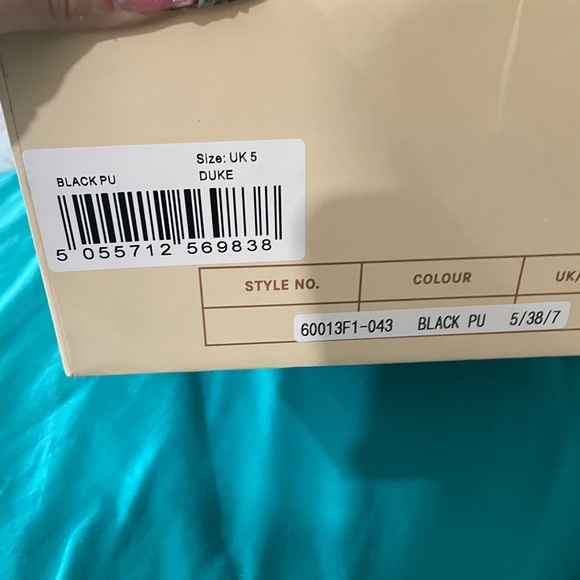 Size: UK 5
BLACK PU DUKE
5 055712 569838
STYLE NO. COLOUR UK/
60013F1-043 BLACK PU 5/38/7